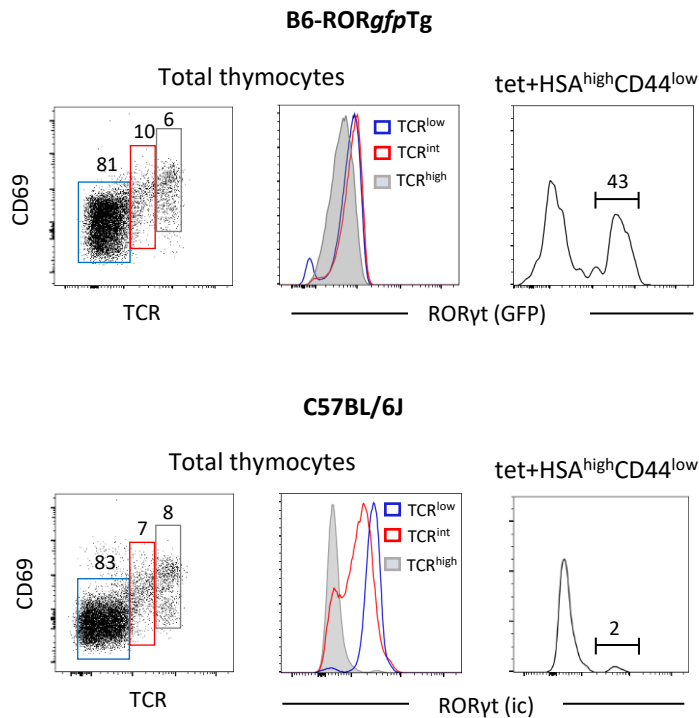 B6-RORgfpTg
Total thymocytes
tet+HSAhighCD44low
81
10
6
CD69
TCR
TCRlow
TCRint
TCRhigh
43
RORγt (GFP)
C57BL/6J
Total thymocytes
tet+HSAhighCD44low
83
7
8
CD69
TCR
TCRlow
TCRint
TCRhigh
2
RORγt (ic)